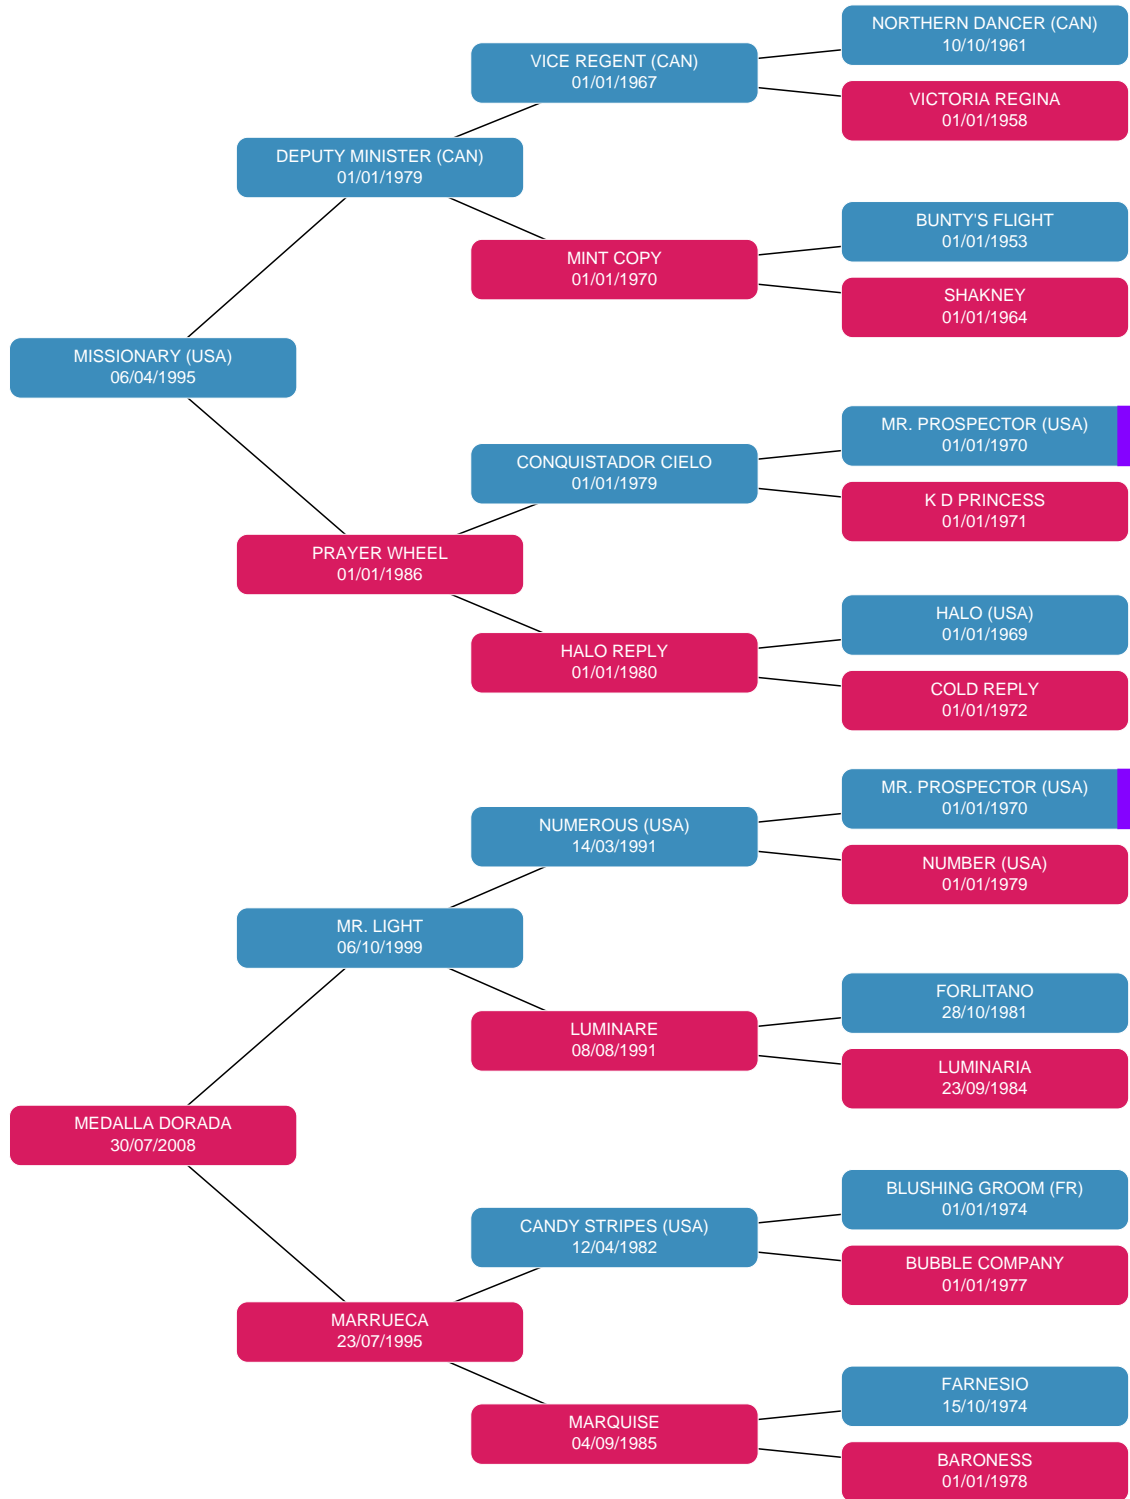 NORTHERN DANCER (CAN)
10/10/1961
VICE REGENT (CAN)
01/01/1967
VICTORIA REGINA
01/01/1958
DEPUTY MINISTER (CAN)
01/01/1979
BUNTY'S FLIGHT
01/01/1953
MINT COPY
01/01/1970
SHAKNEY
01/01/1964
MISSIONARY (USA)
06/04/1995
MR. PROSPECTOR (USA)
01/01/1970
CONQUISTADOR CIELO
01/01/1979
K D PRINCESS
01/01/1971
PRAYER WHEEL
01/01/1986
HALO (USA)
01/01/1969
HALO REPLY
01/01/1980
COLD REPLY
01/01/1972
MR. PROSPECTOR (USA)
01/01/1970
NUMEROUS (USA)
14/03/1991
NUMBER (USA)
01/01/1979
MR. LIGHT
06/10/1999
FORLITANO
28/10/1981
LUMINARE
08/08/1991
LUMINARIA
23/09/1984
MEDALLA DORADA
30/07/2008
BLUSHING GROOM (FR)
01/01/1974
CANDY STRIPES (USA)
12/04/1982
BUBBLE COMPANY
01/01/1977
MARRUECA
23/07/1995
FARNESIO
15/10/1974
MARQUISE
04/09/1985
BARONESS
01/01/1978